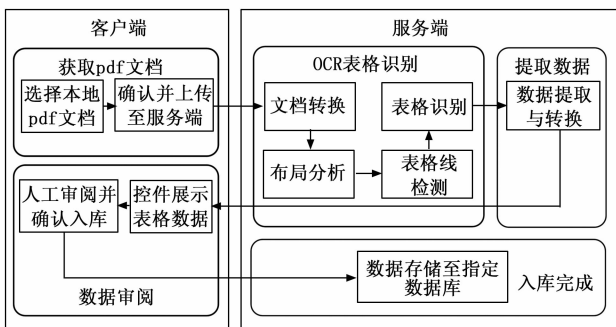 客户端
获取pdf文档
选择本地
pdf文档
确认并上传
至服务端
人工审阅并
确认入库
控件展示
表格数据
数据审阅
服务端
OCR表格识别
文档转换
布局分析
表格线
检测
表格识别
提取数据
数据提取
与转换
数据存储至指定
数据库
入库完成